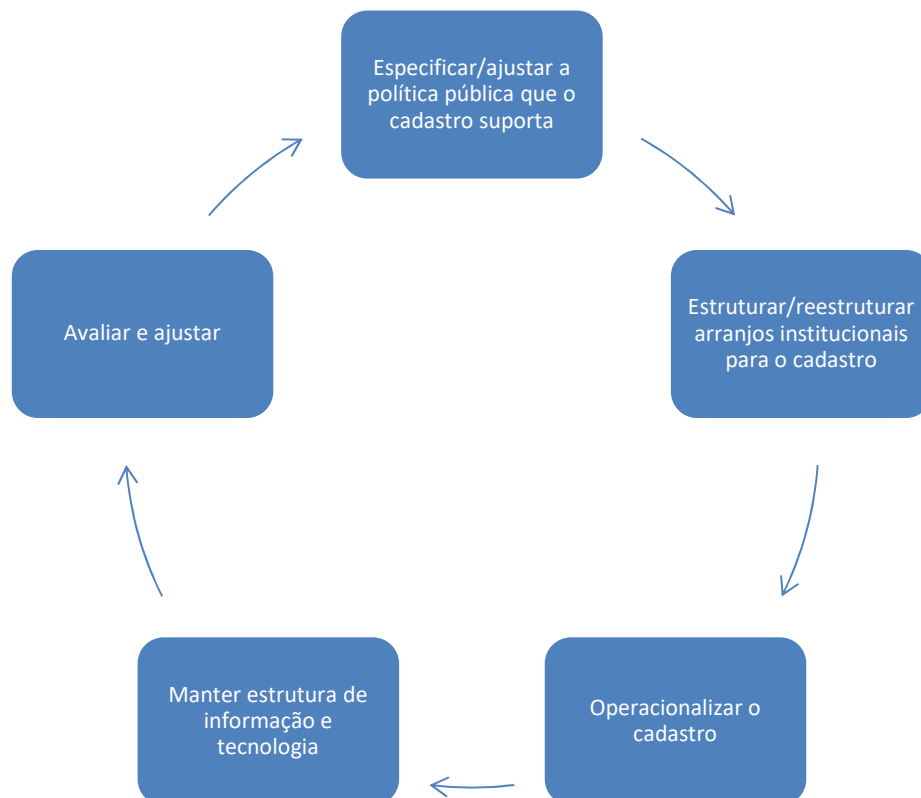 Especificar/ajustar a
política pública que o
cadastro suporta
Estruturar/reestruturar
arranjos institucionais
para o cadastro
Operacionalizar o
cadastro
Manter estrutura de
informação e
tecnologia
Avaliar e ajustar